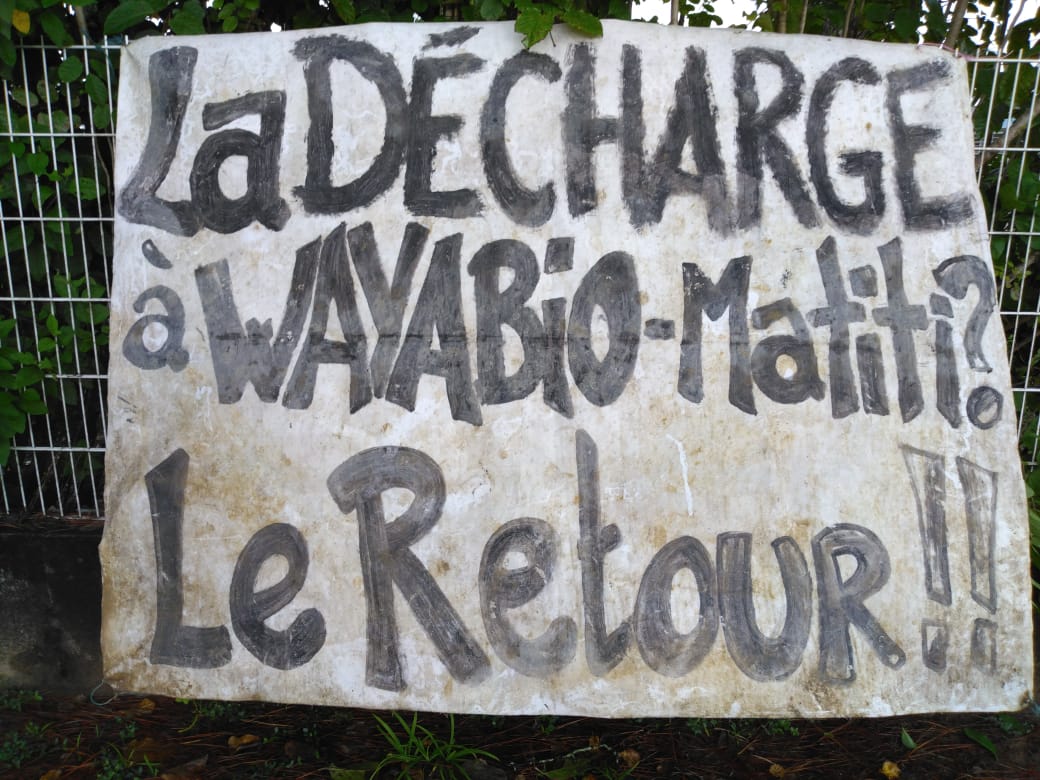 La DÉCHARGE
à WAYABiO-Matiti?
Le RetouR !!